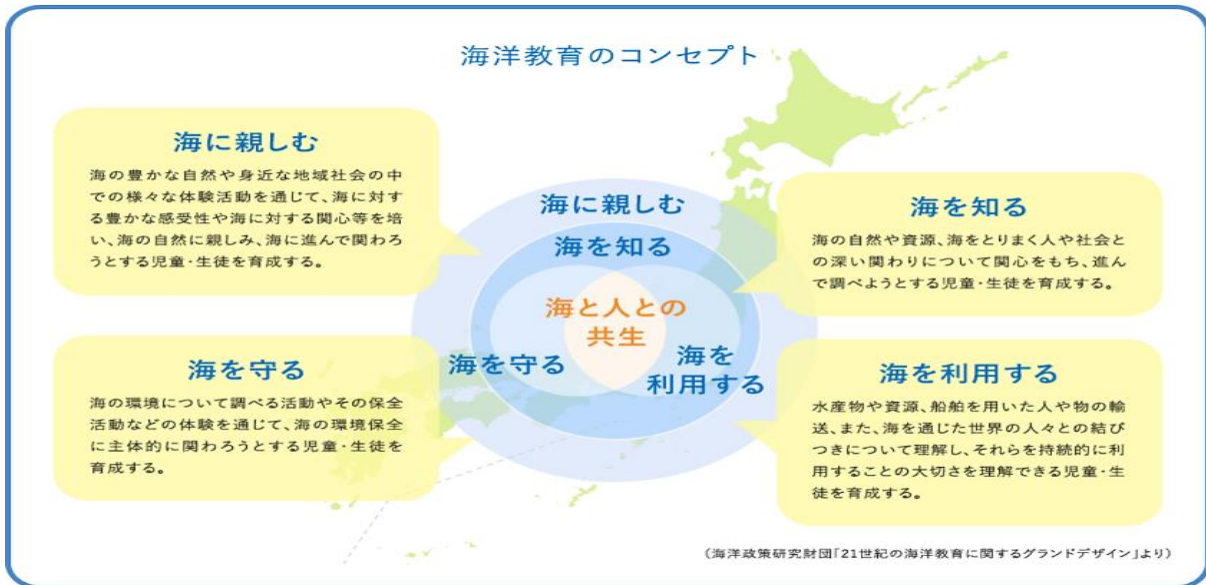 海洋教育のコンセプト
海に親しむ
海の豊かな自然や身近な地域社会の中
での様々な体験活動を通じて、海に対す
る豊かな感受性や海に対する関心等を培
い、海の自然に親しみ、海に進んで関わろ
うとする児童・生徒を育成する。
海に親しむ
海を知る
海と人との
共生
海を守る
海を
利用する
海を知る
海の自然や資源、海をとりまく人や社会と
の深い関わりについて関心をもち、進ん
で調べようとする児童・生徒を育成する。
海を守る
海の環境について調べる活動やその保全
活動などの体験を通じて、海の環境保全
に主体的に関わろうとする児童・生徒を
育成する。
海を利用する
水産物や資源、船舶を用いた人や物の輸
送、また、海を通じた世界の人々との結び
つきについて理解し、それらを持続的に利
用することの大切さを理解できる児童・生
徒を育成する。
(海洋政策研究財団「21世紀の海洋教育に関するグランドデザイン」より)